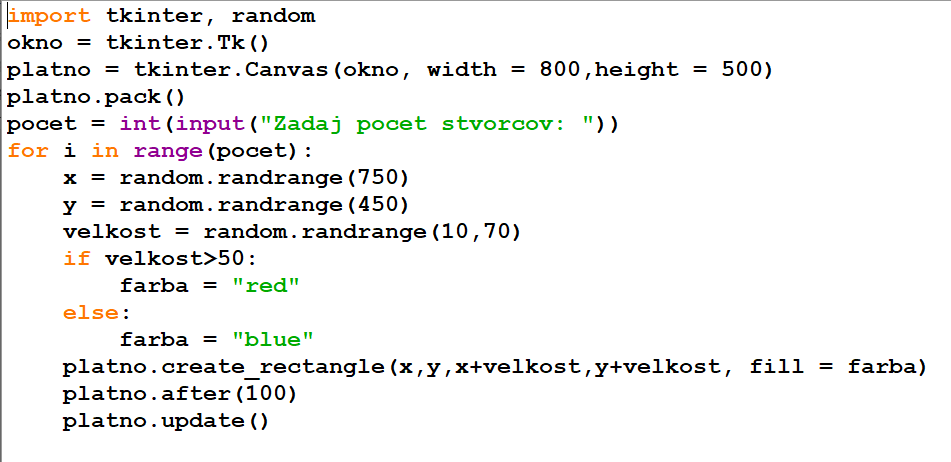 import tkinter, random
okno = tkinter.Tk()
platno = tkinter.Canvas(okno, width = 800,height = 500)
platno.pack()
pocet = int(input("Zadaj pocet stvorcov: "))
for i in range(pocet):
    x = random.randrange(750)
    y = random.randrange(450)
    velkost = random.randrange(10,70)
    if velkost>50:
        farba = "red"
    else:
        farba = "blue"
    platno.create_rectangle(x,y,x+velkost,y+velkost, fill = farba)
    platno.after(100)
    platno.update()